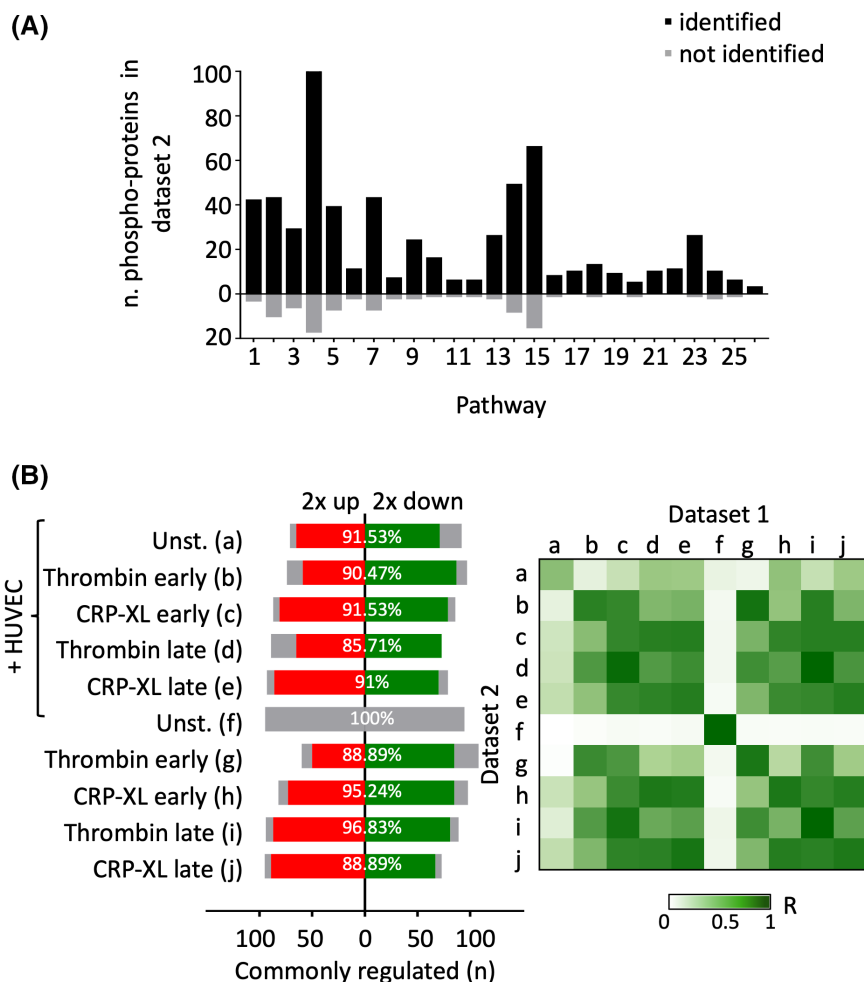 (A)
identified
not identified
n. phospho-proteins in
dataset 2
100
80
60
40
20
0
20
1 3 5 7 9 11 13 15 17 19 21 23 25
Pathway
(B)
2x up 2x down
+ HUVEC
Unst. (a) 91.53%
Thrombin early (b) 90.47%
CRP-XL early (c) 91.53%
Thrombin late (d) 85.71%
CRP-XL late (e) 91%
Unst. (f) 100%
Thrombin early (g) 88.89%
CRP-XL early (h) 95.24%
Thrombin late (i) 96.83%
CRP-XL late (j) 88.89%
100 50 0 50 100
Commonly regulated (n)
Dataset 1
a b c d e f g h i j
Dataset 2
a
b
c
d
e
f
g
h
i
j
R
0 0.5 1